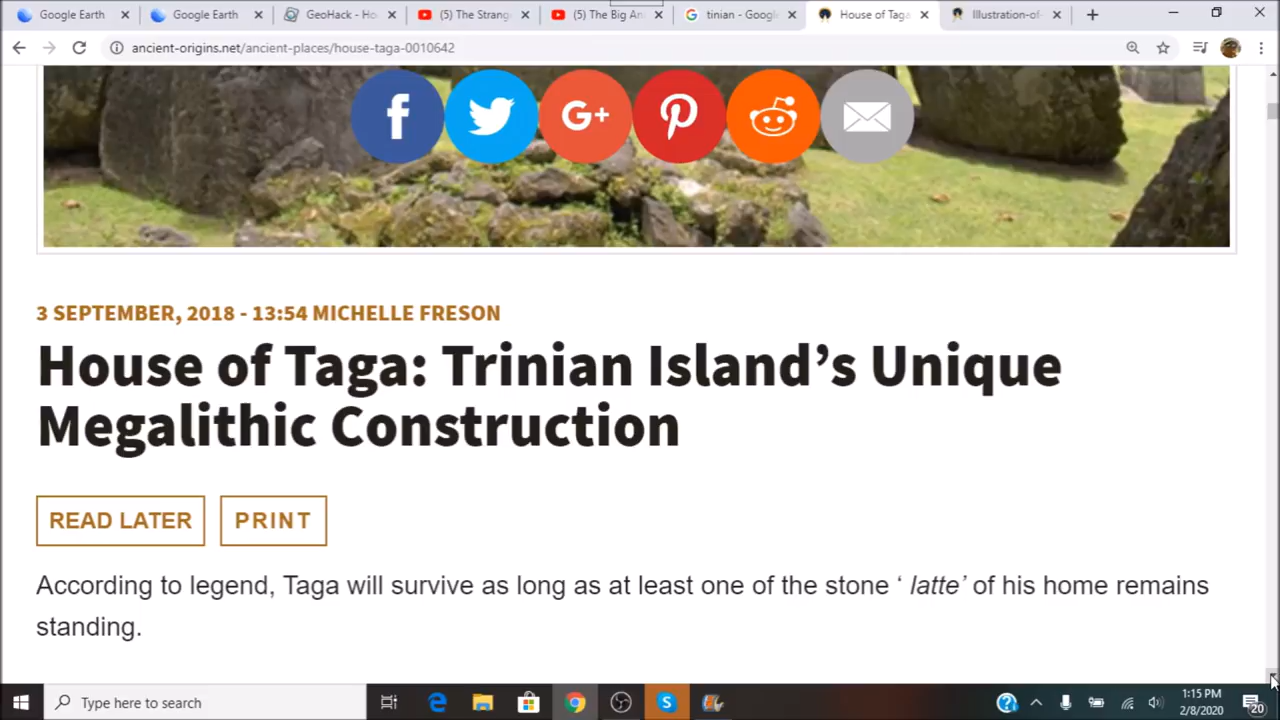 Google Earth
Google Earth
GeoHack - Ho
(5) The Strang
(5) The Big An
tinian - Google
House of Taga
Illustration-of-
ancient-origins.net/ancient-places/house-taga-0010642
f
G+
3 SEPTEMBER, 2018 - 13:54 MICHELLE FRESON
House of Taga: Trinian Island’s Unique
Megalithic Construction
READ LATER
PRINT
According to legend, Taga will survive as long as at least one of the stone ‘ latte’ of his home remains
standing.
Type here to search
1:15 PM
2/8/2020
20